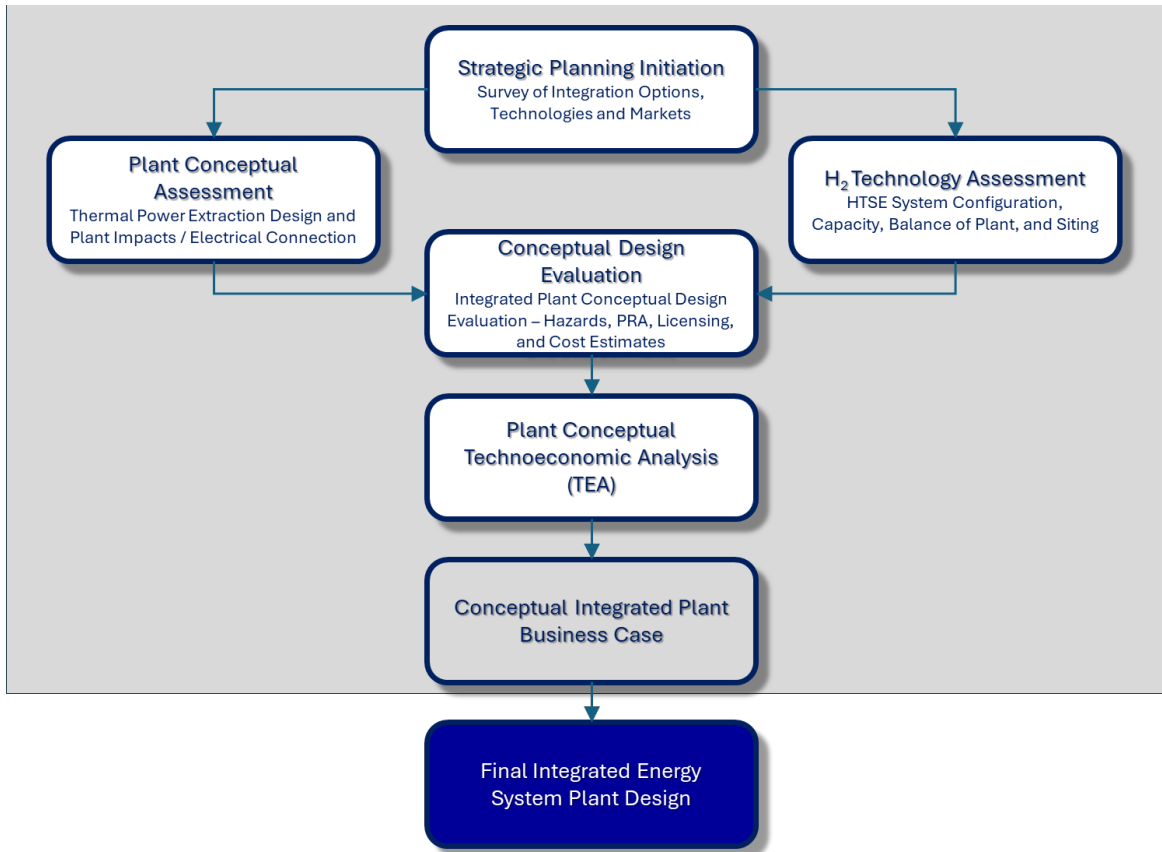 Strategic Planning Initiation
Survey of Integration Options,
Technologies and Markets
Plant Conceptual
Assessment
Thermal Power Extraction Design and
Plant Impacts / Electrical Connection
H₂ Technology Assessment
HTSE System Configuration,
Capacity, Balance of Plant, and Siting
Conceptual Design
Evaluation
Integrated Plant Conceptual Design
Evaluation – Hazards, PRA, Licensing,
and Cost Estimates
Plant Conceptual
Technoeconomic Analysis
(TEA)
Conceptual Integrated Plant
Business Case
Final Integrated Energy
System Plant Design